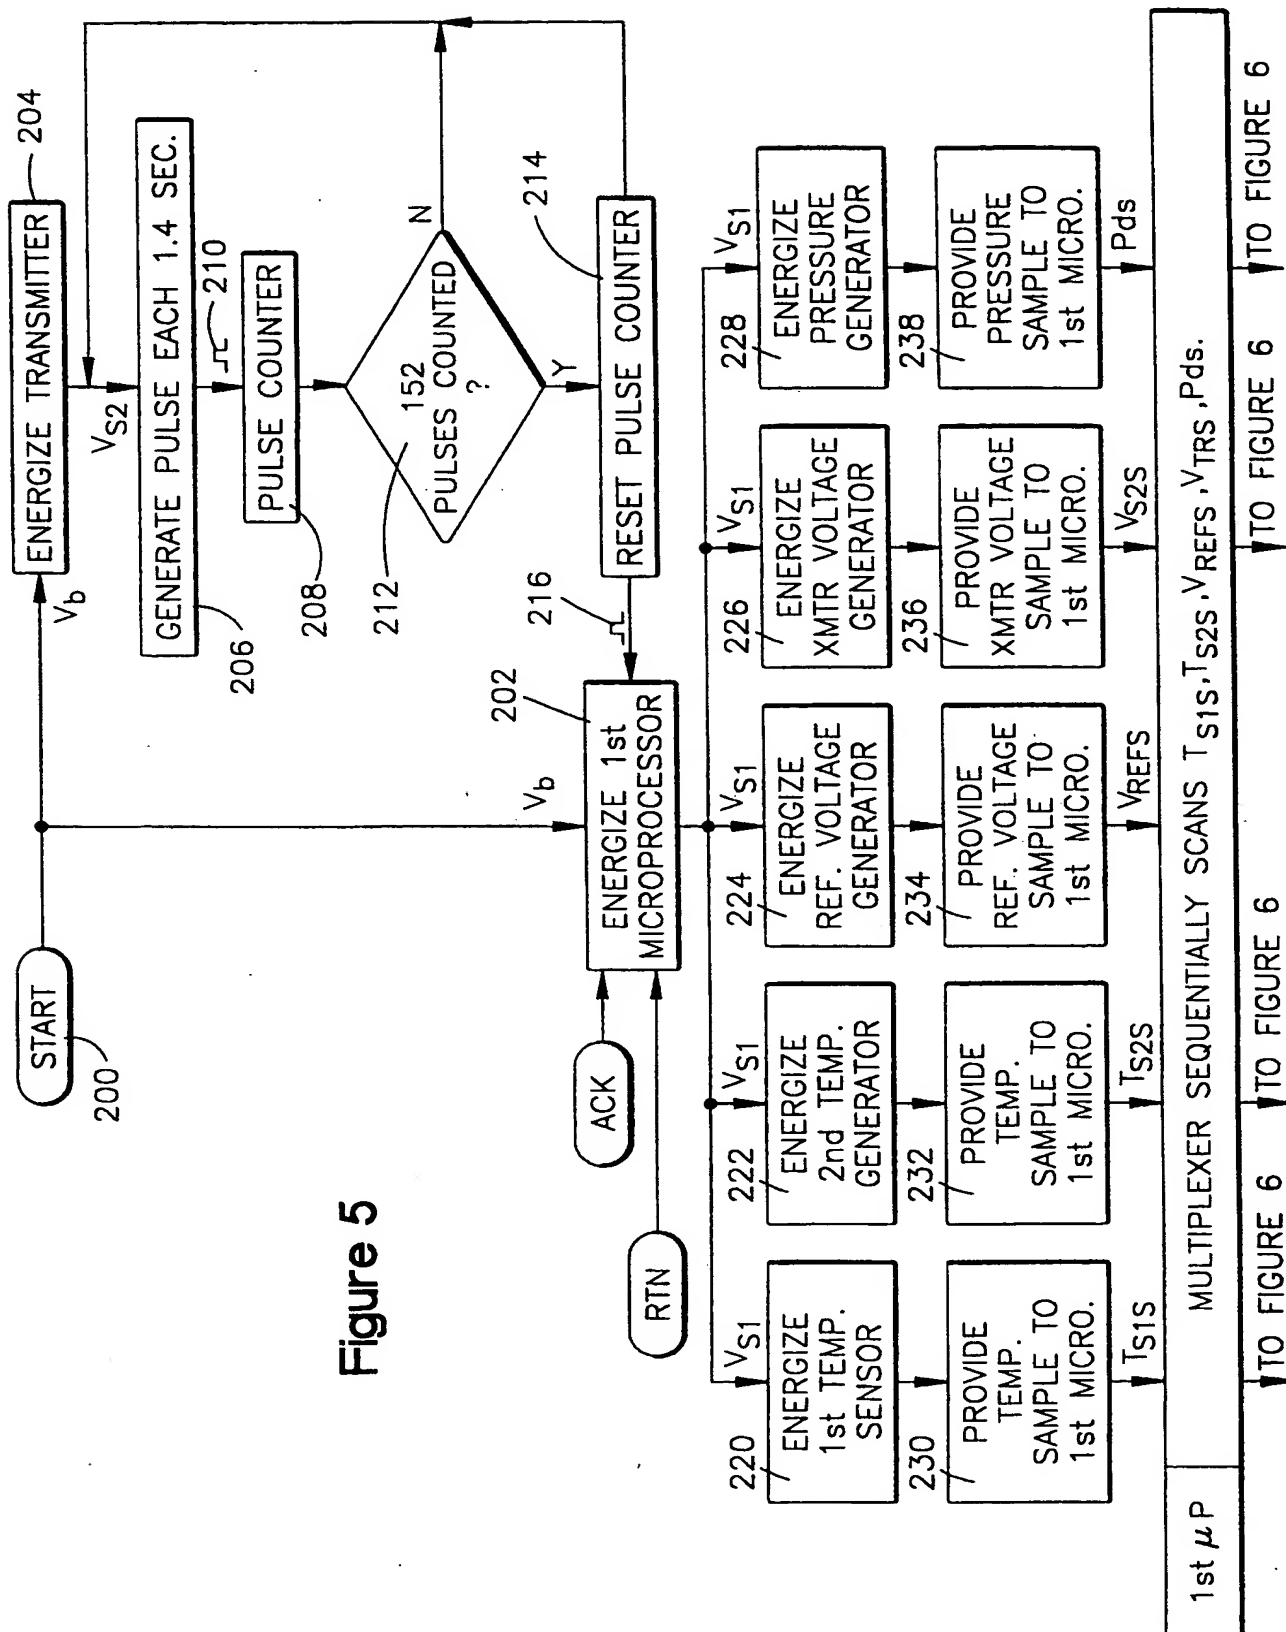 START
200
V_b
ENERGIZE TRANSMITTER
204
V_S2
GENERATE PULSE EACH 1.4 SEC.
206
210
PULSE COUNTER
208
152
PULSES COUNTED
?
212
N
Y
RESET PULSE COUNTER
214
216
V_b
202
ENERGIZE 1st
MICROPROCESSOR
ACK
RTN
Figure 5
V_S1
V_S1
V_S1
V_S1
V_S1
220
ENERGIZE
1st TEMP.
SENSOR
222
ENERGIZE
2nd TEMP.
GENERATOR
224
ENERGIZE
REF. VOLTAGE
GENERATOR
226
ENERGIZE
XMTR VOLTAGE
GENERATOR
228
ENERGIZE
PRESSURE
GENERATOR
230
PROVIDE
TEMP.
SAMPLE TO
1st MICRO.
232
PROVIDE
TEMP.
SAMPLE TO
1st MICRO.
234
PROVIDE
REF. VOLTAGE
SAMPLE TO
1st MICRO.
236
PROVIDE
XMTR VOLTAGE
SAMPLE TO
1st MICRO.
238
PROVIDE
PRESSURE
SAMPLE TO
1st MICRO.
T_S1S
T_S2S
V_REFS
V_S2S
Pds
1st μP
MULTIPLEXER SEQUENTIALLY SCANS T_S1S, T_S2S, V_REFS, V_TRS, Pds.
TO FIGURE 6
TO FIGURE 6
TO FIGURE 6
TO FIGURE 6